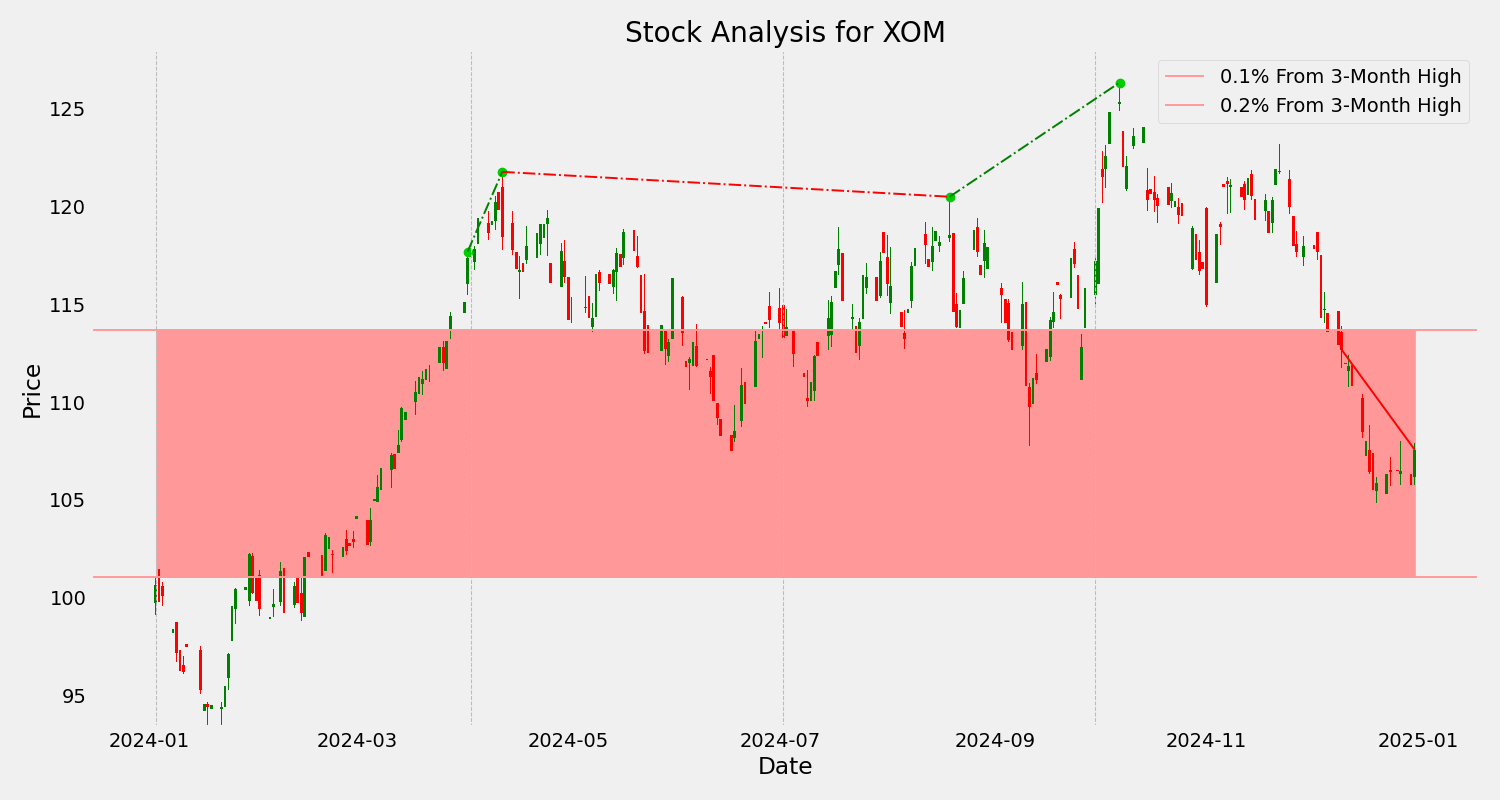 Stock Analysis for XOM
0.1% From 3-Month High
0.2% From 3-Month High
Price
125
120
115
110
105
100
95
2024-01
2024-03
2024-05
2024-07
2024-09
2024-11
2025-01
Date